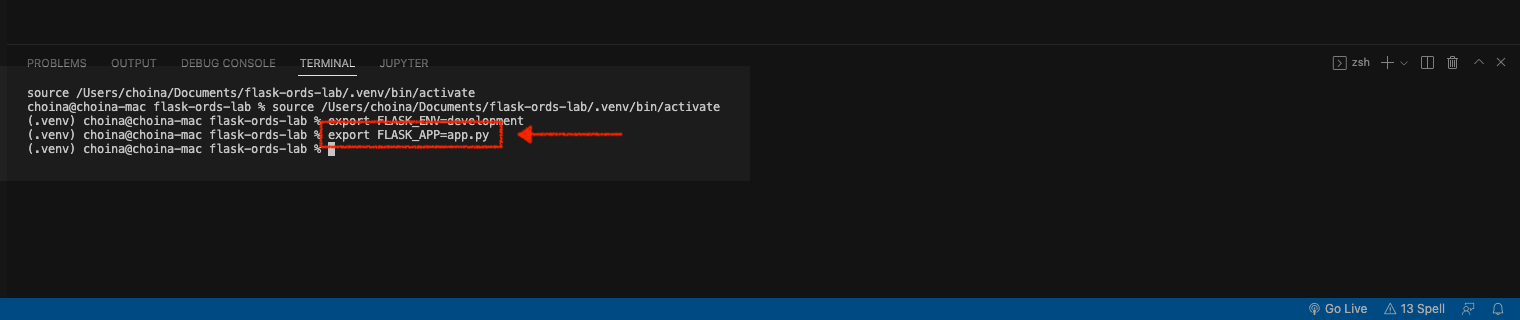 PROBLEMS OUTPUT DEBUG CONSOLE TERMINAL JUPYTER zsh
source /Users/choina/Documents/flask-ords-lab/.venv/bin/activate
choina@choina-mac flask-ords-lab % source /Users/choina/Documents/flask-ords-lab/.venv/bin/activate
(.venv) choina@choina-mac flask-ords-lab % export FLASK_ENV=development
(.venv) choina@choina-mac flask-ords-lab % export FLASK_APP=app.py
(.venv) choina@choina-mac flask-ords-lab %
Go Live 13 Spell